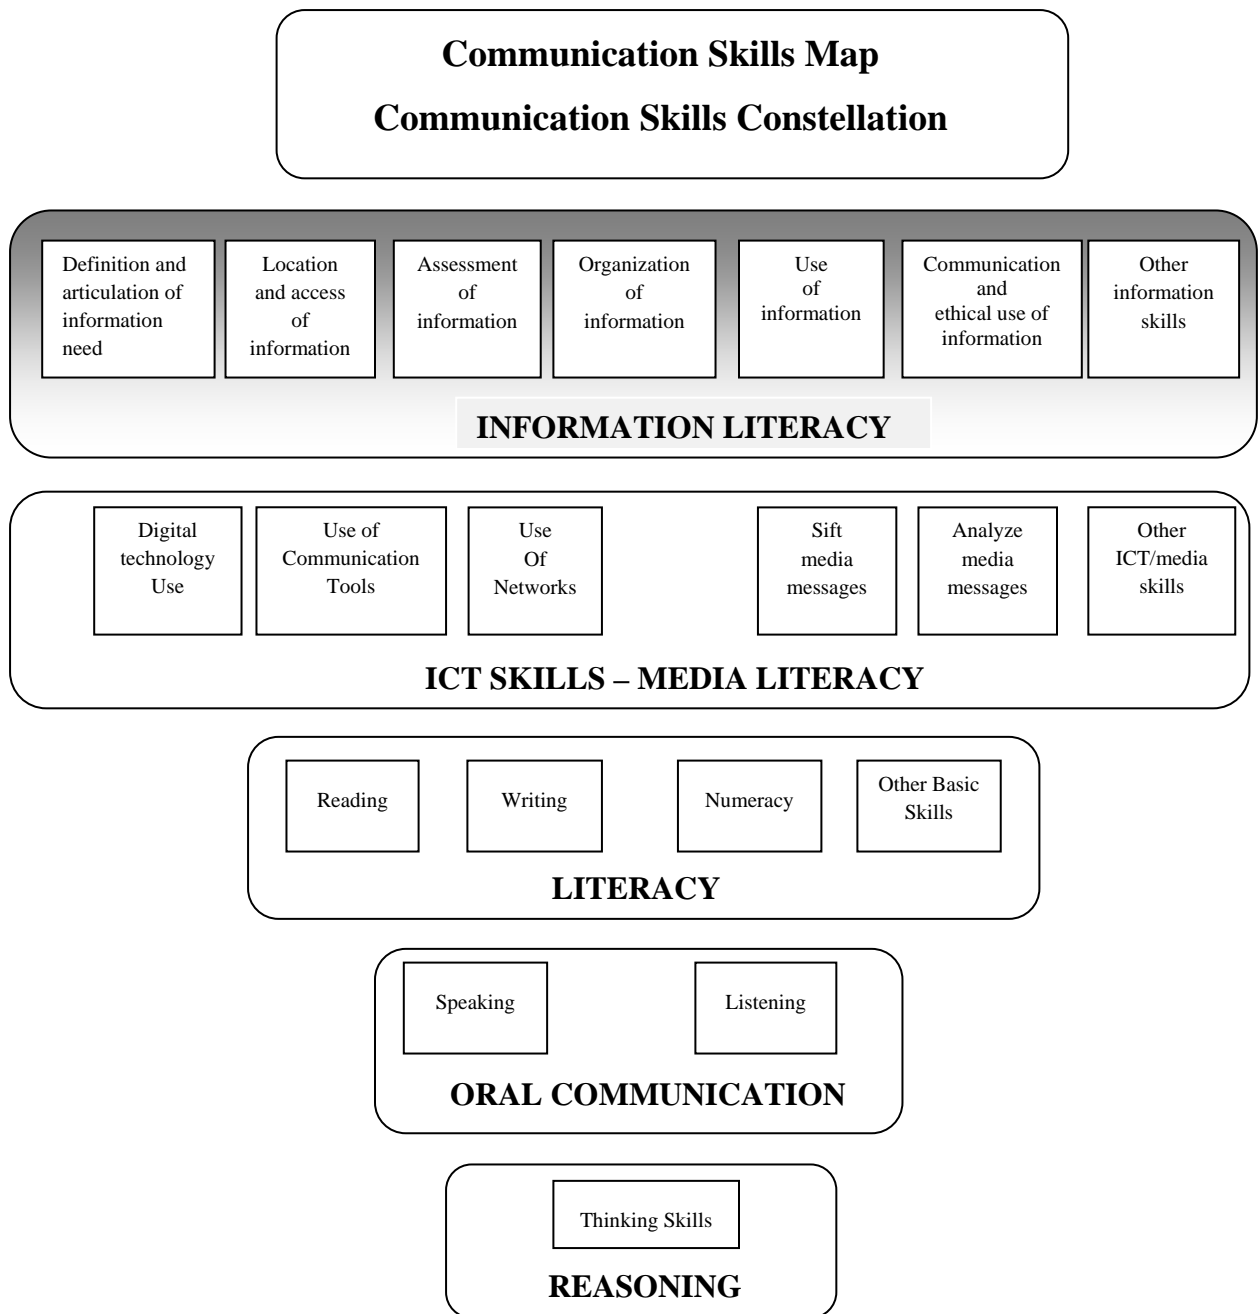 Communication Skills Map
Communication Skills Constellation
Definition and
articulation of
information
need
Location
and access
of
information
Assessment
of
information
Organization
of
information
Use
of
information
Communication
and
ethical use of
information
Other
information
skills
INFORMATION LITERACY
Digital
technology
Use
Use of
Communication
Tools
Use
Of
Networks
Sift
media
messages
Analyze
media
messages
Other
ICT/media
skills
ICT SKILLS – MEDIA LITERACY
Reading
Writing
Numeracy
Other Basic
Skills
LITERACY
Speaking
Listening
ORAL COMMUNICATION
Thinking Skills
REASONING